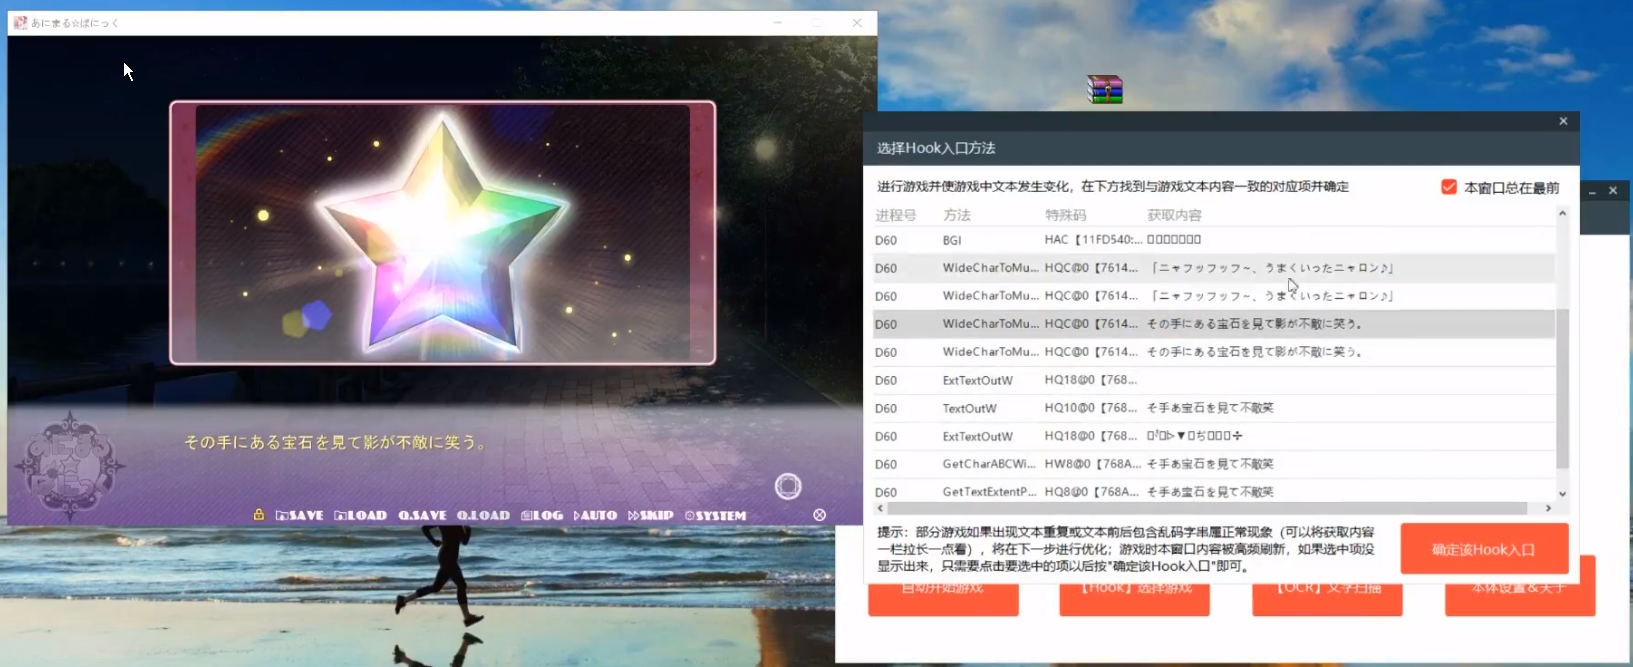 あにまる☆ぱにっく
その手にある宝石を見て影が不敵に笑う。
SAVE LOAD Q.SAVE Q.LOAD LOG AUTO SKIP SYSTEM
选择Hook入口方法
进行游戏并使游戏中文本发生变化，在下方找到与游戏文本内容一致的对应项并确定 本窗口总在最前
进程号 方法 特殊码 获取内容
D60 BGI HAC【11FD540:...
D60 WideCharToMu... HQC@0【7614... 「ニャフッフッフ~、うまくいったニャロン♪」
D60 WideCharToMu... HQC@0【7614... 「ニャフッフッフ~、うまくいったニャロン♪」
D60 WideCharToMu... HQC@0【7614... その手にある宝石を見て影が不敵に笑う。
D60 WideCharToMu... HQC@0【7614... その手にある宝石を見て影が不敵に笑う。
D60 ExtTextOutW HQ18@0【768...
D60 TextOutW HQ10@0【768... そ手あ宝石を見て不敵笑
D60 ExtTextOutW HQ18@0【768...
D60 GetCharABCWi... HW8@0【768A... そ手あ宝石を見て不敵笑
D60 GetTextExtentP... HQ8@0【768A... そ手あ宝石を見て不敵笑
提示：部分游戏如果出现文本重复或文本前后包含乱码字串属正常现象（可以将获取内容
一栏拉长一点看），将在下一步进行优化；游戏时本窗口内容被高频刷新，如果选中项没
显示出来，只需要点击要选中的项以后按"确定该Hook入口"即可。
确定该Hook入口
自动开始游戏 【Hook】选择游戏 【OCR】文字扫描 本体设置&关于